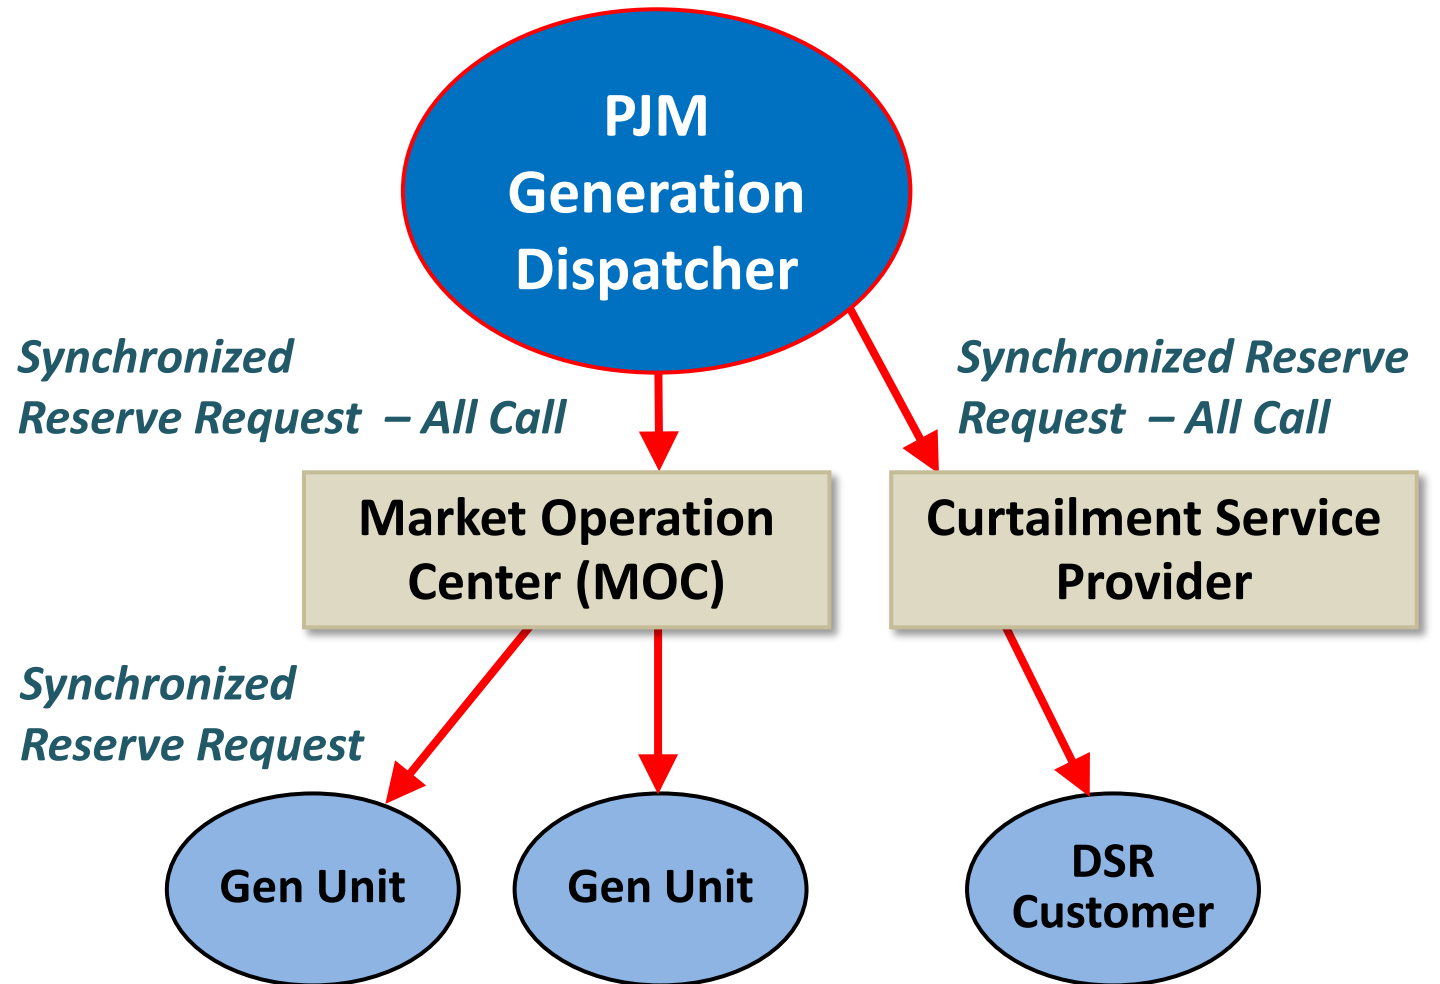 PJM
Generation
Dispatcher
Synchronized
Reserve Request – All Call
Synchronized Reserve
Request – All Call
Market Operation
Center (MOC)
Curtailment Service
Provider
Synchronized
Reserve Request
Gen Unit
Gen Unit
DSR
Customer